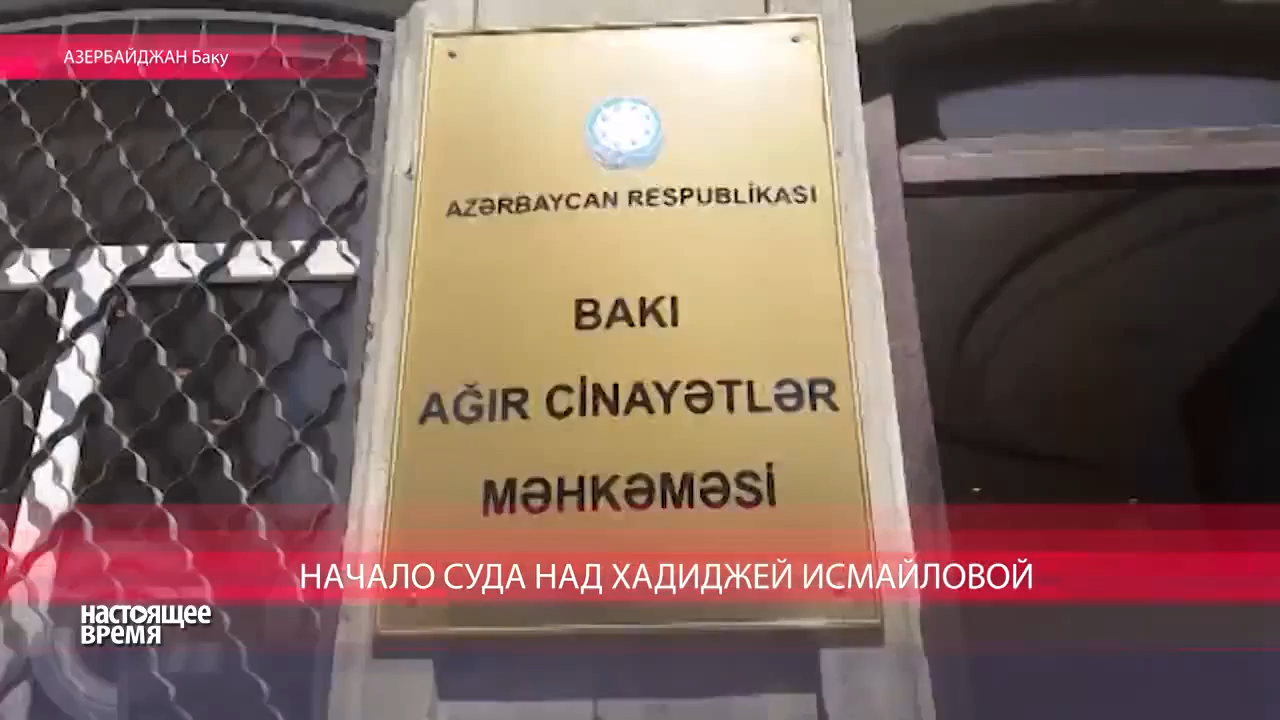 АЗЕРБАЙДЖАН Баку
AZƏRBAYCAN RESPUBLİKASI
BAKI
AĞIR CİNAYƏTLƏR
MƏHKƏMƏSİ
НАЧАЛО СУДА НАД ХАДИДЖЕЙ ИСМАЙЛОВОЙ
НАСТОЯЩЕЕ
ВРЕМЯ